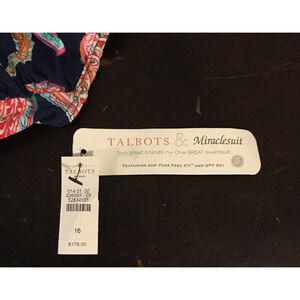 TALBOTS & Miraclesuit
Two great brands One GREAT swimsuit.
FEATURING OUR PURE FREE FIT™ AND UPF 50+
TALBOTS
16
$179.00